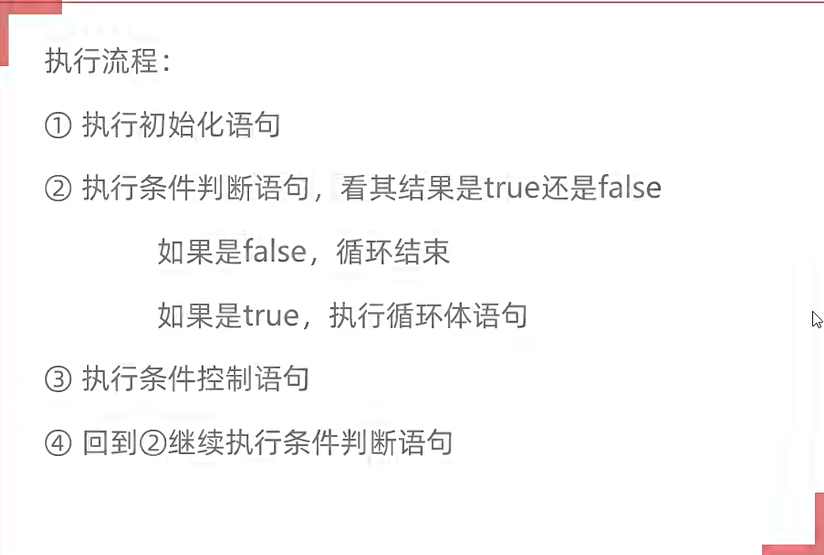 执行流程：
① 执行初始化语句
② 执行条件判断语句，看其结果是true还是false
如果是false，循环结束
如果是true，执行循环体语句
③ 执行条件控制语句
④ 回到②继续执行条件判断语句